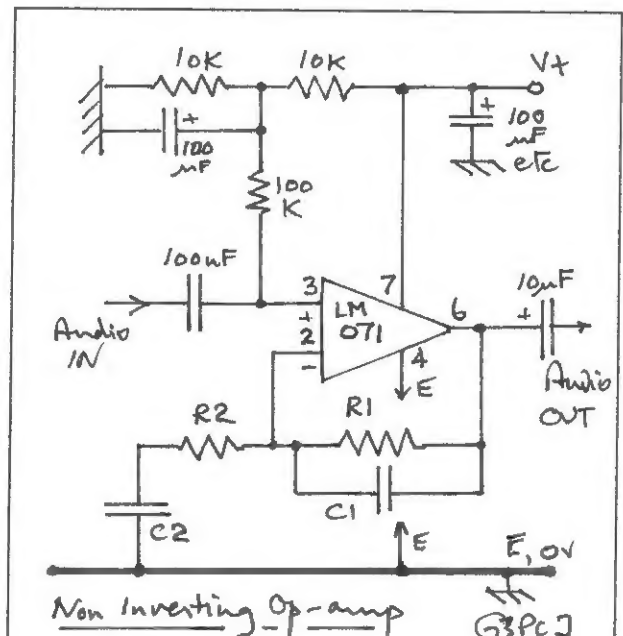 10K 10K V+
+ 100 μF
+ 100 μF etc
100 K
100nF
3 7 10μF
+ LM 6 +
2 071
- 4
Audio IN
E
Audio OUT
R2 R1
C1
C2 E
E, 0V
Non Inverting Op-amp
G3PCJ